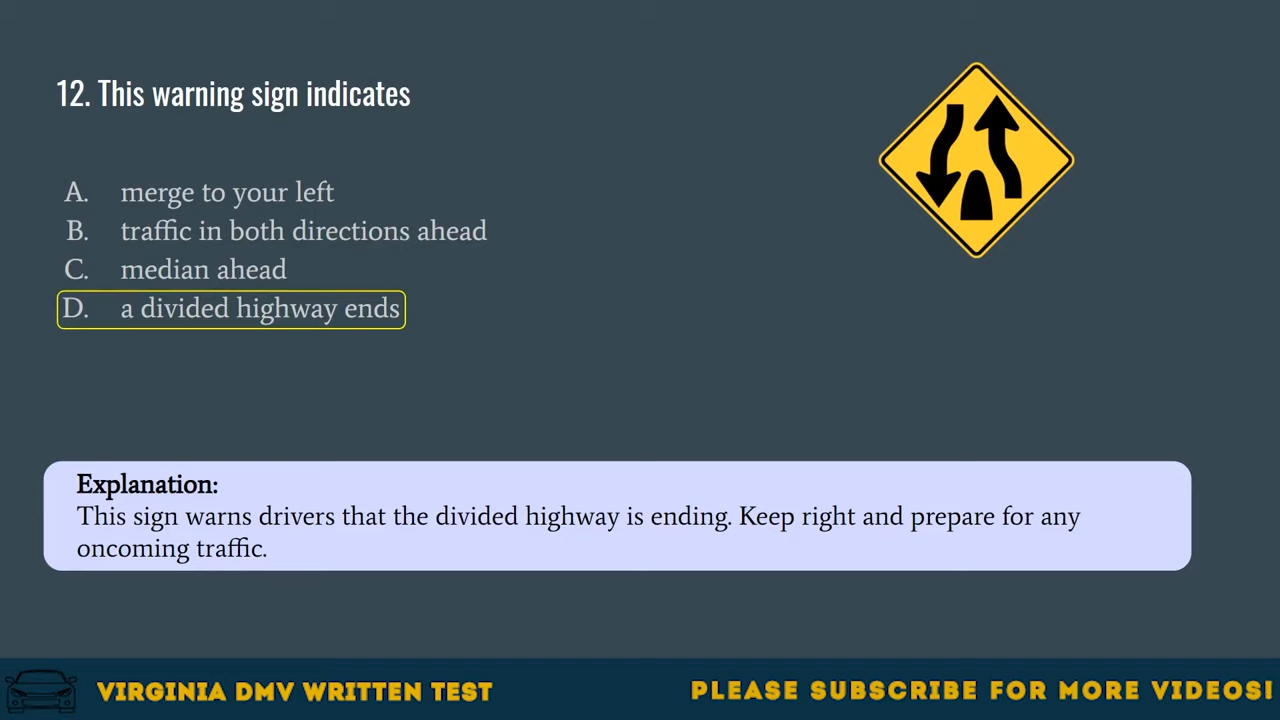 12. This warning sign indicates
A. merge to your left
B. traffic in both directions ahead
C. median ahead
D. a divided highway ends
Explanation:
This sign warns drivers that the divided highway is ending. Keep right and prepare for any
oncoming traffic.
VIRGINIA DMV WRITTEN TEST
PLEASE SUBSCRIBE FOR MORE VIDEOS!